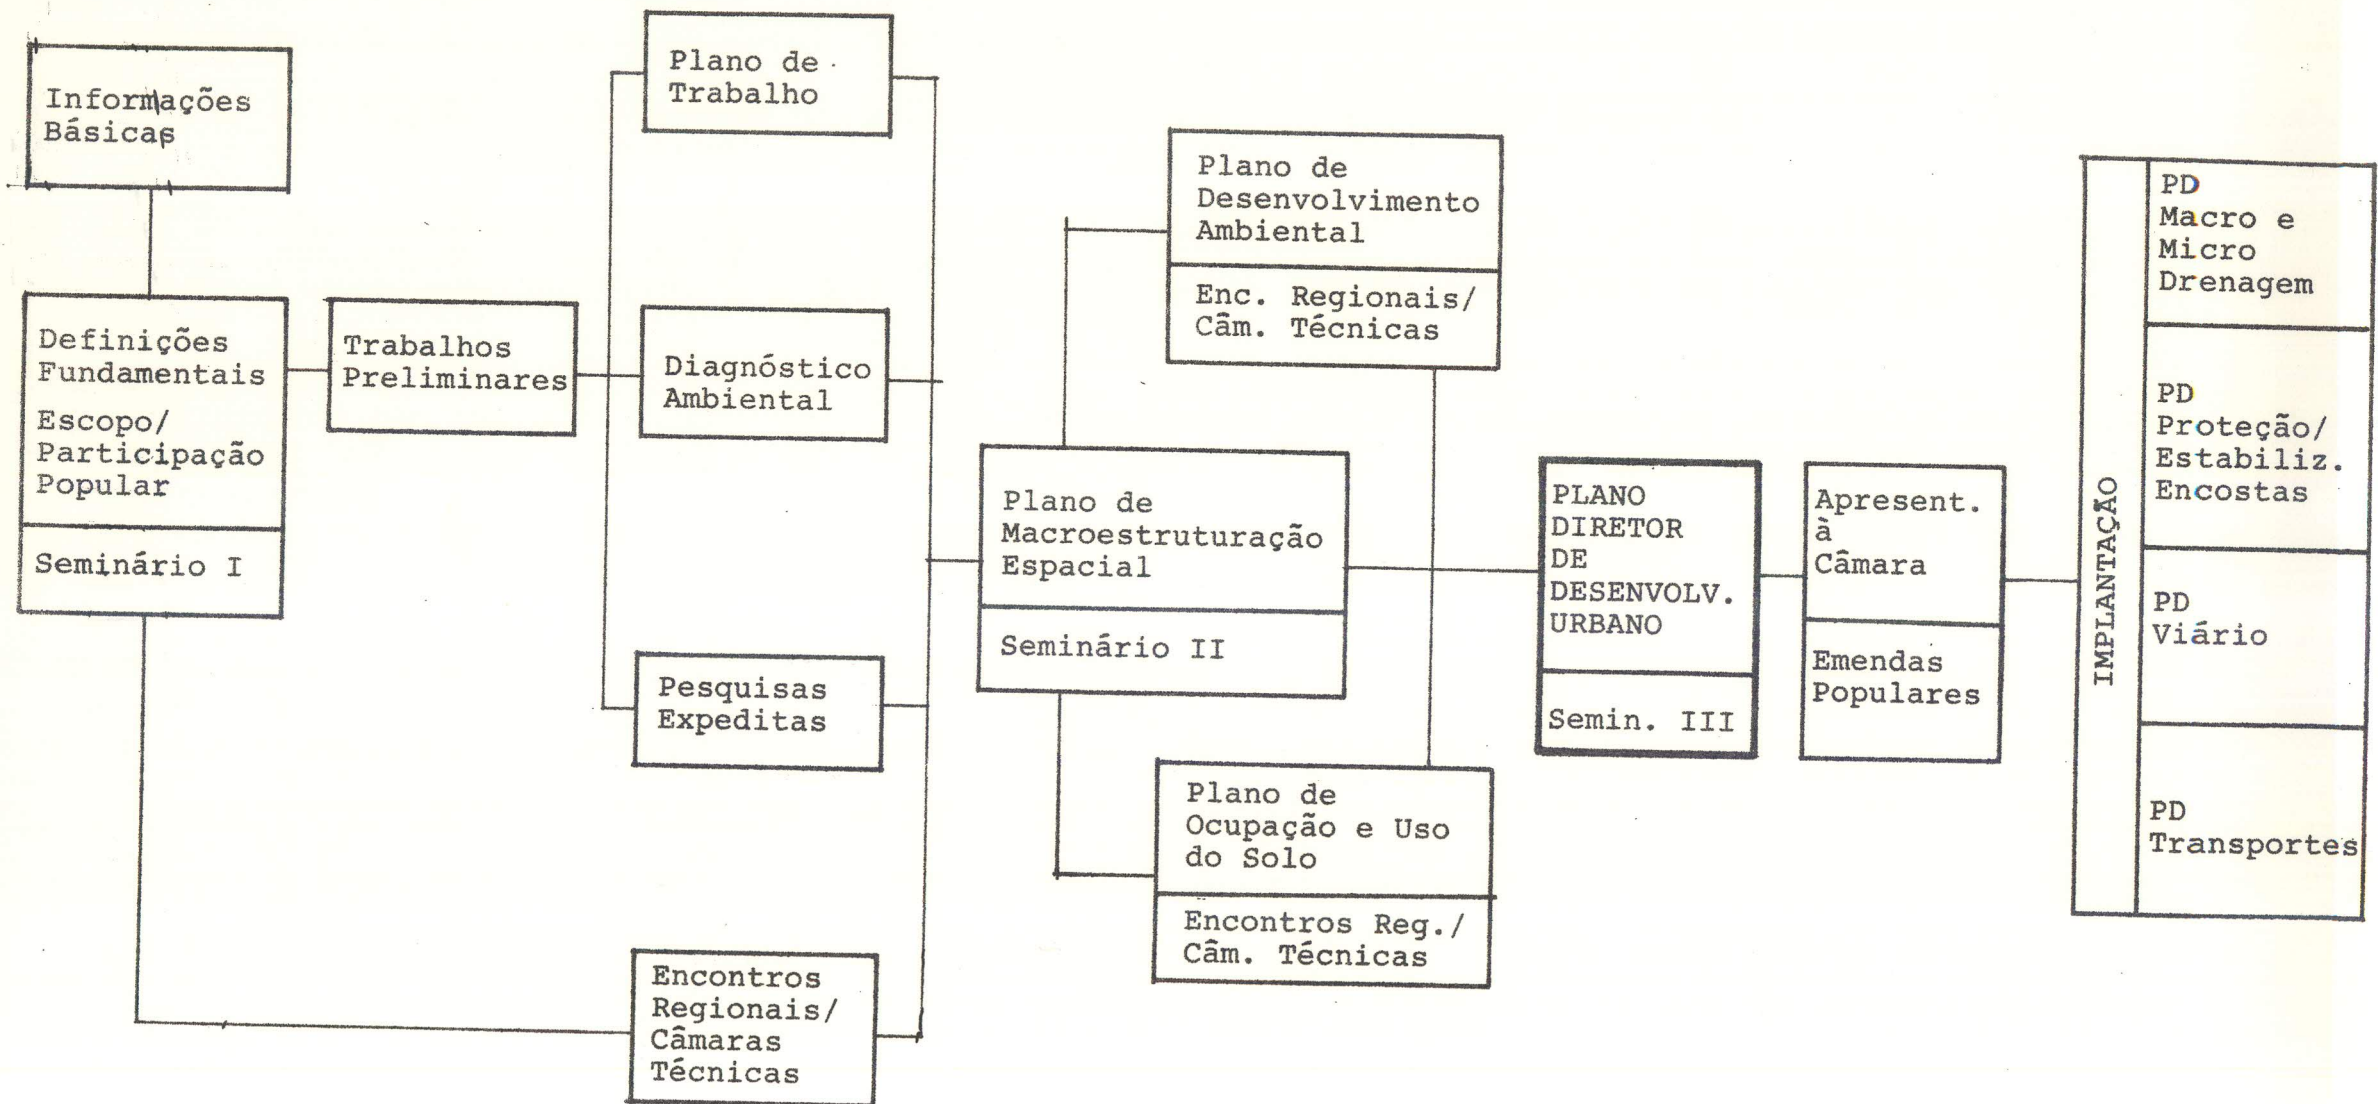 Informações
Básicas
Definições
Fundamentais
Escopo/
Participação
Popular
Seminário I
Trabalhos
Preliminares
Plano de
Trabalho
Diagnóstico
Ambiental
Pesquisas
Expeditas
Encontros
Regionais/
Câmaras
Técnicas
Plano de
Macroestruturação
Espacial
Seminário II
Plano de
Desenvolvimento
Ambiental
Enc. Regionais/
Câm. Técnicas
Plano de
Ocupação e Uso
do Solo
Encontros Reg./
Câm. Técnicas
PLANO
DIRETOR
DE
DESENVOLV.
URBANO
Semin. III
Apresent.
à
Câmara
Emendas
Populares
IMPLANTAÇÃO
PD
Macro e
Micro
Drenagem
PD
Proteção/
Estabiliz.
Encostas
PD
Viário
PD
Transportes